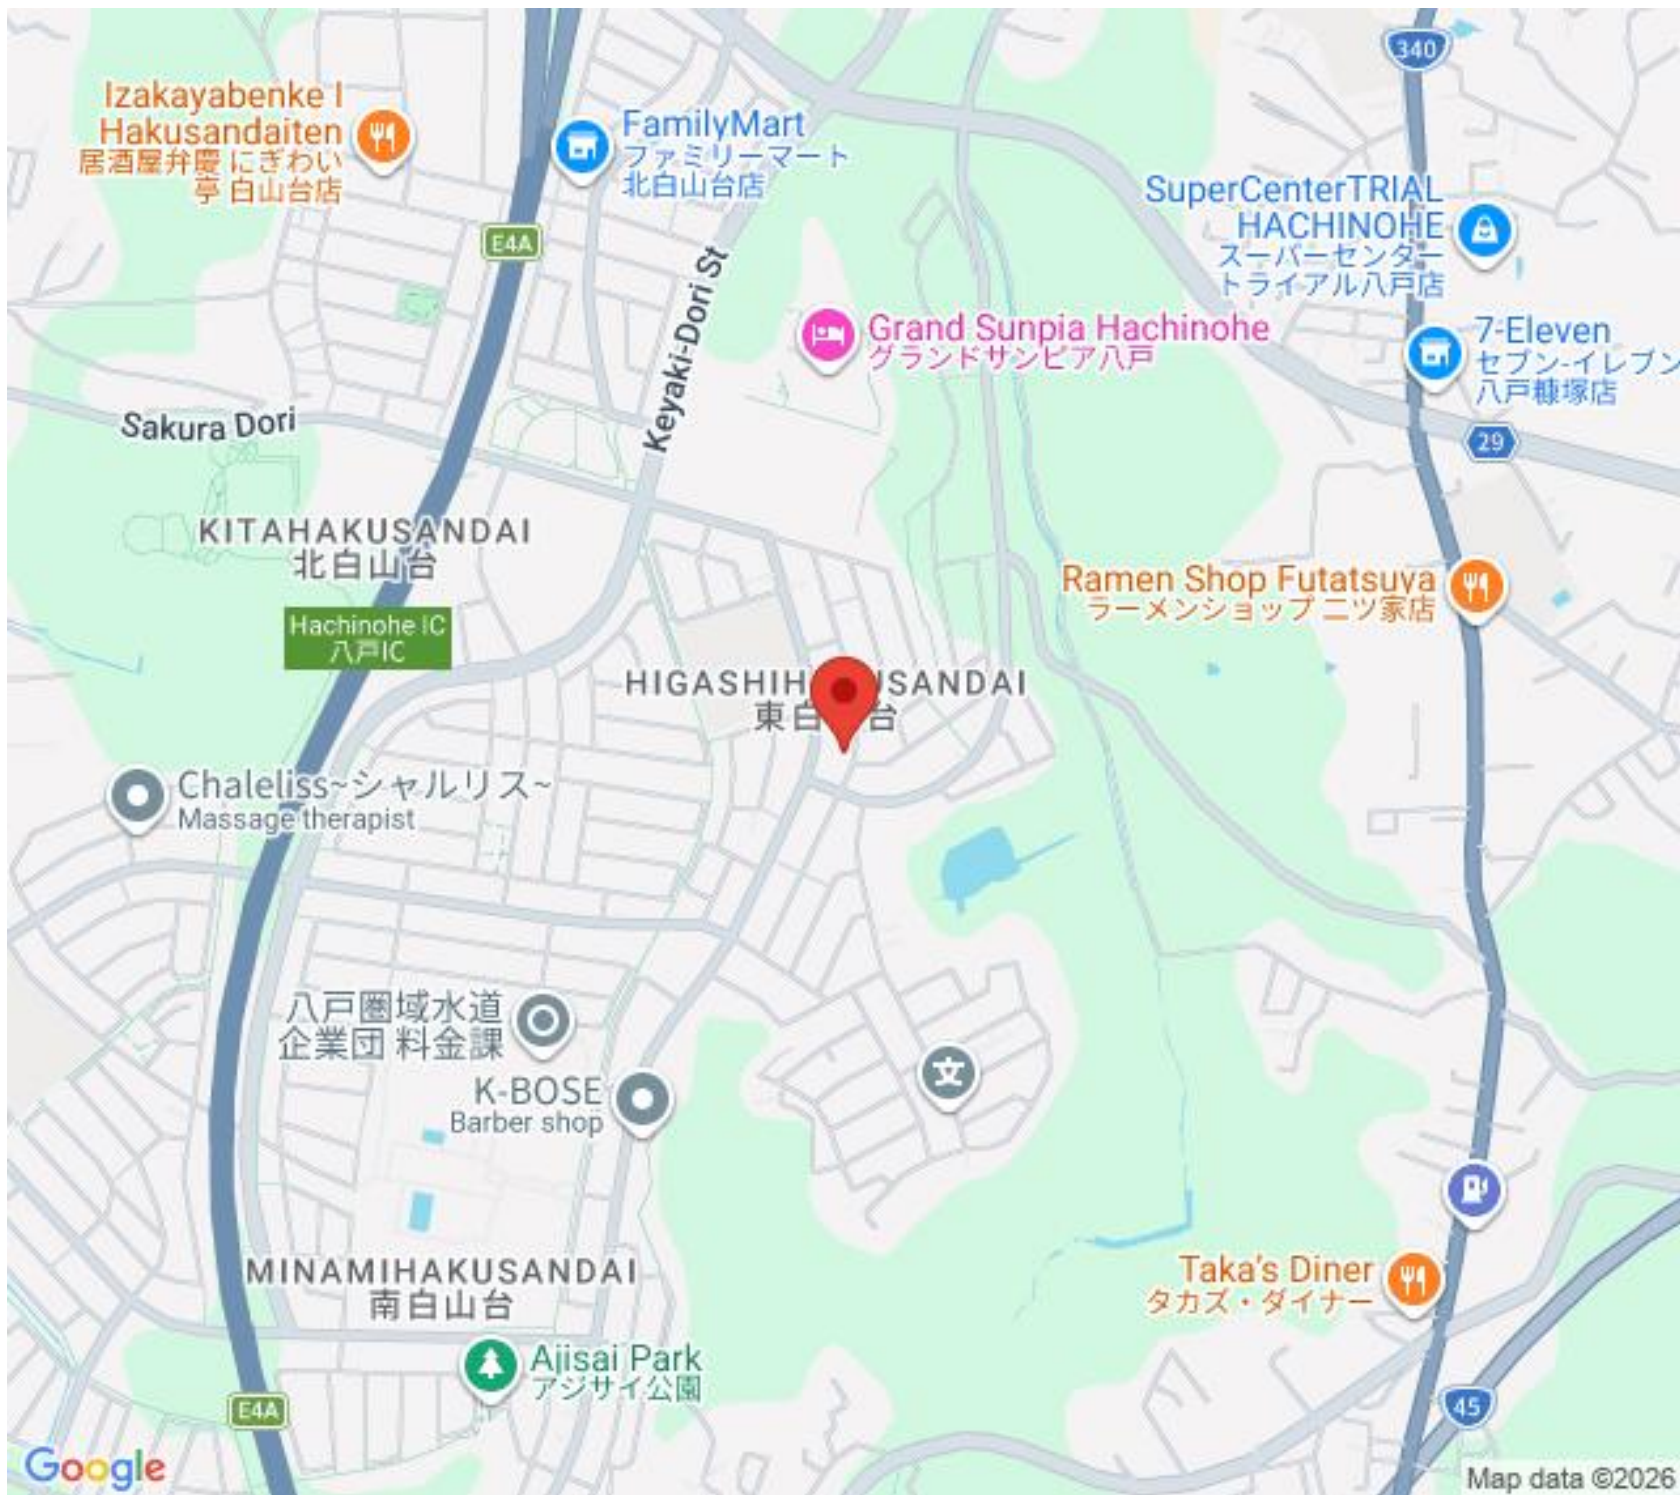 340
Izakayabenke I
Hakusandaiten
居酒屋弁慶 にぎわい
亭 白山台店
FamilyMart
ファミリーマート
北白山台店
SuperCenterTRIAL
HACHINOHE
スーパーセンター
トライアル八戸店
E4A
Keyaki-Dori St
Grand Sunpia Hachinohe
グランドサンピア八戸
7-Eleven
セブン-イレブン
八戸糠塚店
Sakura Dori
29
KITAHAKUSANDAI
北白山台
Ramen Shop Futatsuya
ラーメンショップ 二ツ家店
Hachinohe IC
八戸IC
HIGASHIH USANDAI
東白 台
Chaleliss~シャルリス~
Massage therapist
八戸圏域水道
企業団 料金課
文
K-BOSE
Barber shop
Taka's Diner
タカズ・ダイナー
MINAMIHAKUSANDAI
南白山台
Ajisai Park
アジサイ公園
E4A
45
Google
Map data ©2026